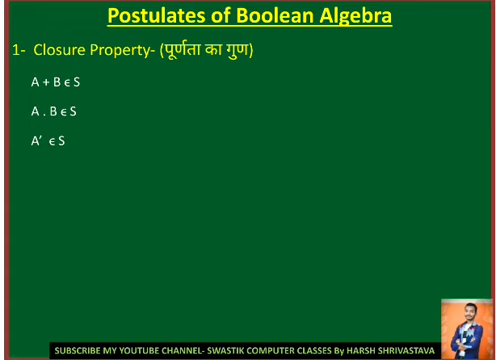 Postulates of Boolean Algebra
1- Closure Property- (पूर्णता का गुण)
A + B ϵ S
A . B ϵ S
A’ ϵ S
SUBSCRIBE MY YOUTUBE CHANNEL- SWASTIK COMPUTER CLASSES By HARSH SHRIVASTAVA